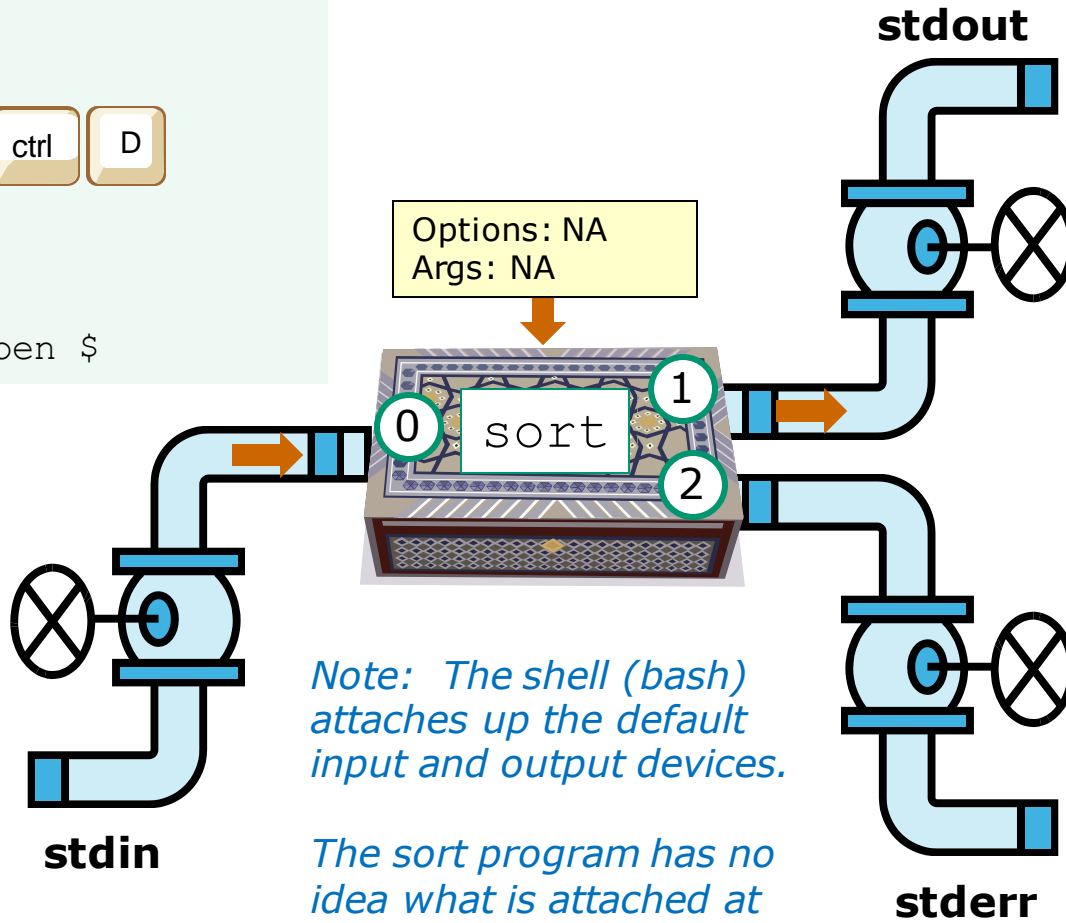 stdout
ctrl
D
Options: NA
Args: NA
$
0
sort
1
2
Note: The shell (bash)
attaches up the default
input and output devices.
stdin
The sort program has no
idea what is attached at
stderr